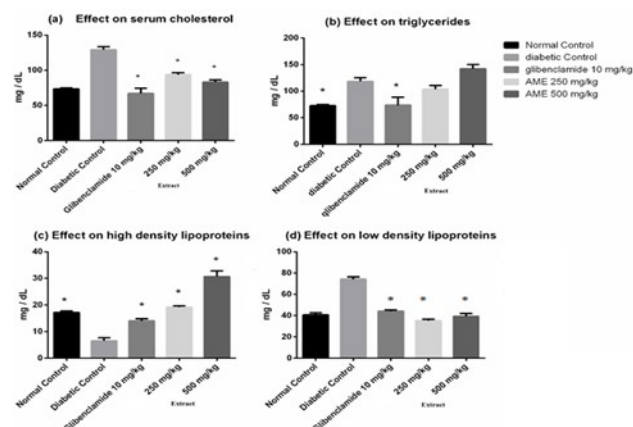 (a) Effect on serum cholesterol
150
100
50
0
mg / dL
Normal Control
Diabetic Control
Glibenclamide 10 mg/kg
250 mg/kg
500 mg/kg
Extract
* * *
(b) Effect on triglycerides
200
150
100
50
0
mg / dL
Normal Control
diabetic Control
glibenclamide 10 mg/kg
250 mg/kg
500 mg/kg
Extract
* *
Normal Control
diabetic Control
glibenclamide 10 mg/kg
AME 250 mg/kg
AME 500 mg/kg
(c) Effect on high density lipoproteins
40
30
20
10
0
mg / dL
Normal Control
Diabetic Control
Glibenclamide 10 mg/kg
250 mg/kg
500 mg/kg
Extract
* * * *
(d) Effect on low density lipoproteins
100
80
60
40
20
0
mg / dL
Normal Control
Diabetic Control
Glibenclamide 10 mg/kg
250 mg/kg
500 mg/kg
Extract
* * *